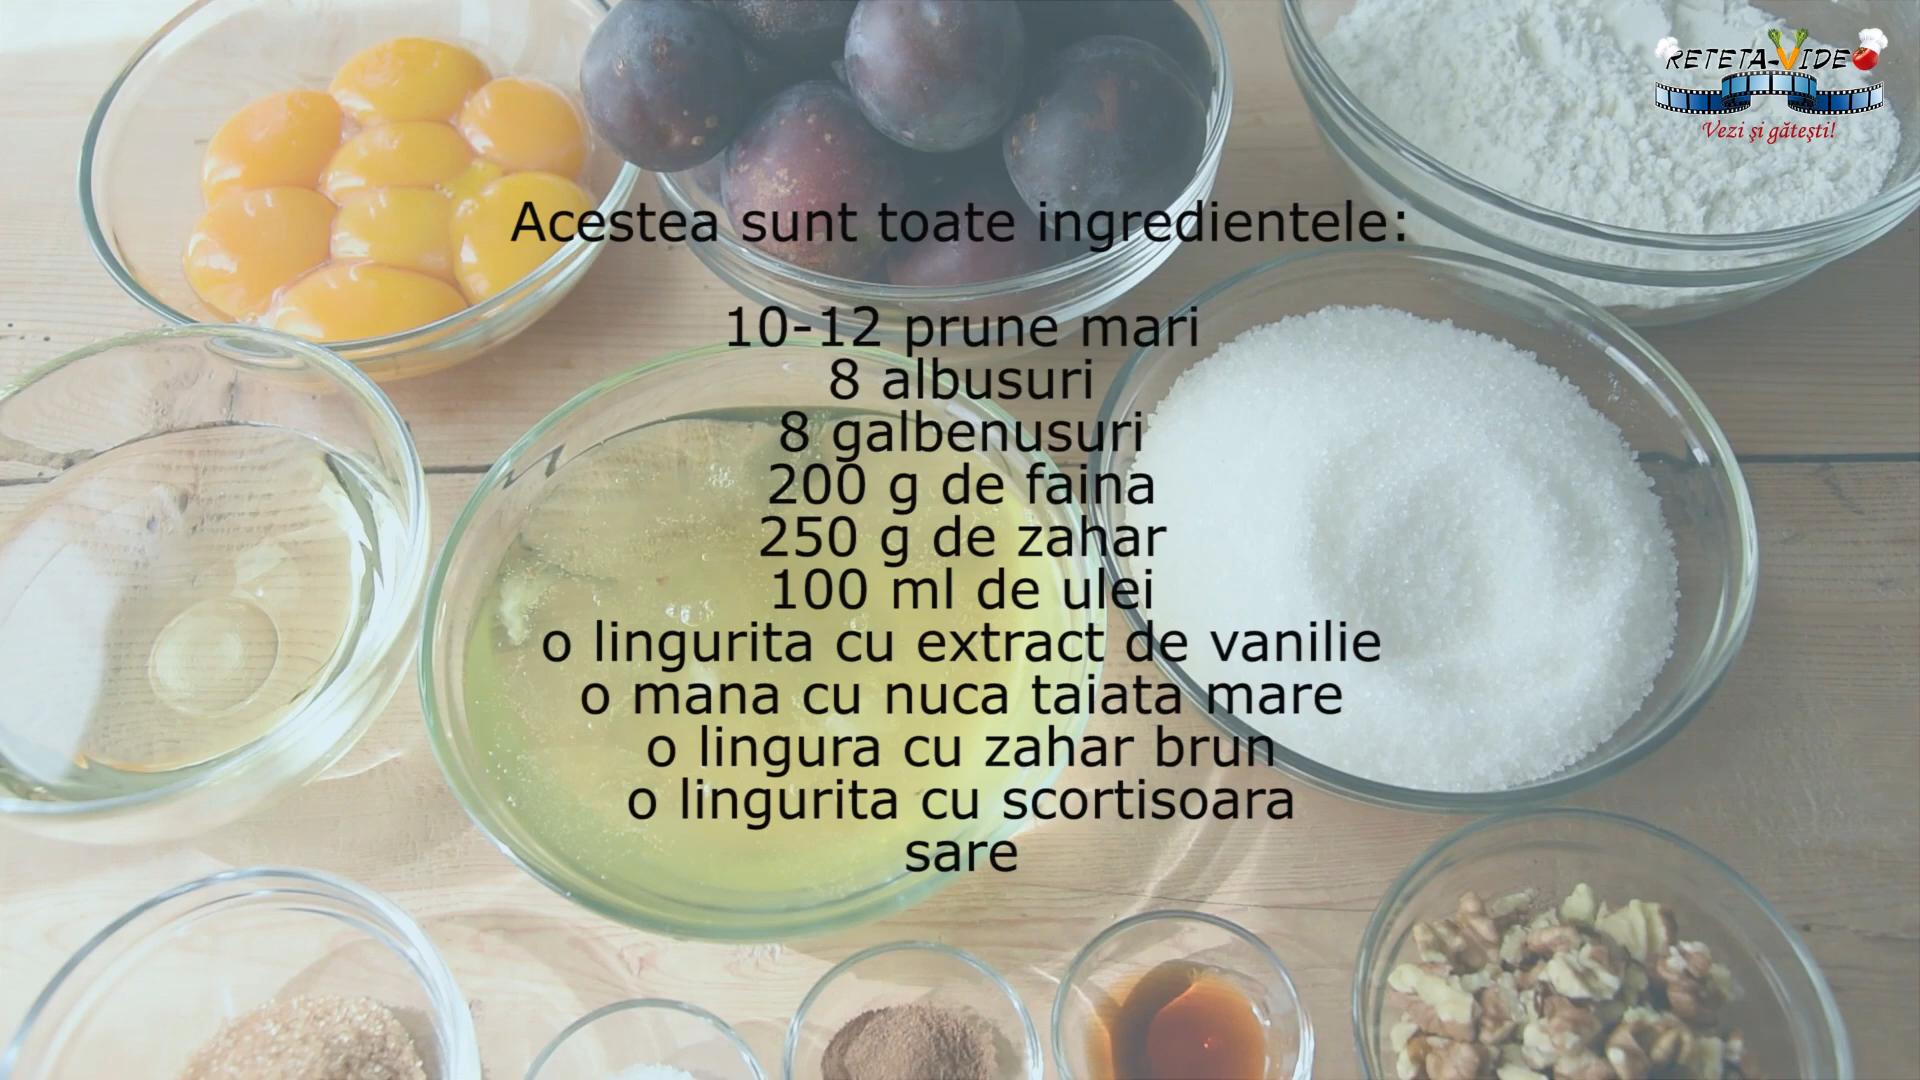 RETETA-VIDEO
Vezi și gătești!
Acestea sunt toate ingredientele:
10-12 prune mari
8 albusuri
8 galbenusuri
200 g de faina
250 g de zahar
100 ml de ulei
o lingurita cu extract de vanilie
o mana cu nuca taiata mare
o lingura cu zahar brun
o lingurita cu scortisoara
sare